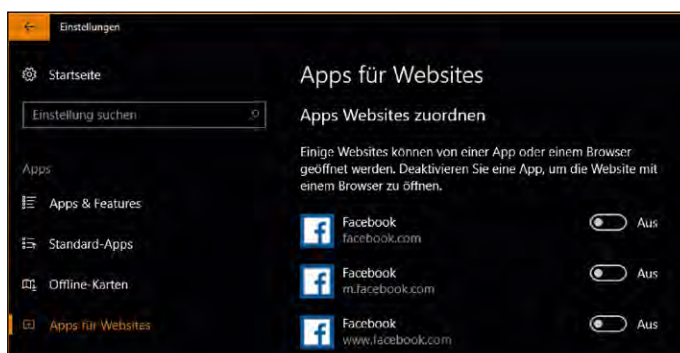 Einstellungen
Startseite
Einstellung suchen
Apps
Apps & Features
Standard-Apps
Offline-Karten
Apps für Websites
Apps für Websites
Apps Websites zuordnen
Einige Websites können von einer App oder einem Browser
geöffnet werden. Deaktivieren Sie eine App, um die Website mit
einem Browser zu öffnen.
Facebook
facebook.com
Aus
Facebook
m.facebook.com
Aus
Facebook
www.facebook.com
Aus